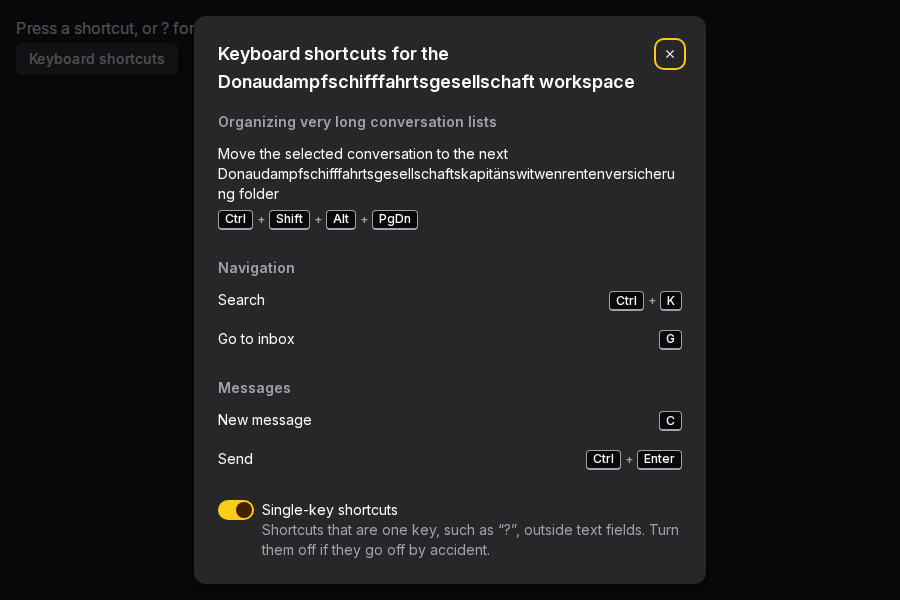 Press a shortcut, or ? for
Keyboard shortcuts
Keyboard shortcuts for the
Donaudampfschifffahrtsgesellschaft workspace
Organizing very long conversation lists
Move the selected conversation to the next
Donaudampfschifffahrtsgesellschaftskapitänswitwenrentenversicheru
ng folder
Ctrl + Shift + Alt + PgDn
Navigation
Search Ctrl + K
Go to inbox G
Messages
New message C
Send Ctrl + Enter
Single-key shortcuts
Shortcuts that are one key, such as “?”, outside text fields. Turn
them off if they go off by accident.